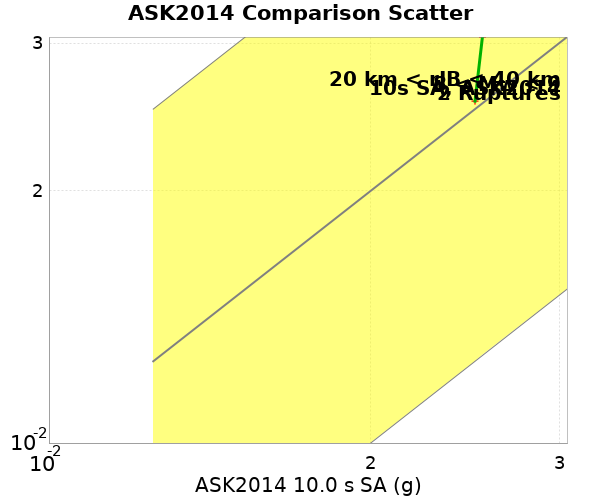 ASK2014 Comparison Scatter
3
20 km < rJB < 40 km
10s SA, ASK2014
2 Ruptures
2
10-2
10-2
2
3
ASK2014 10.0 s SA (g)